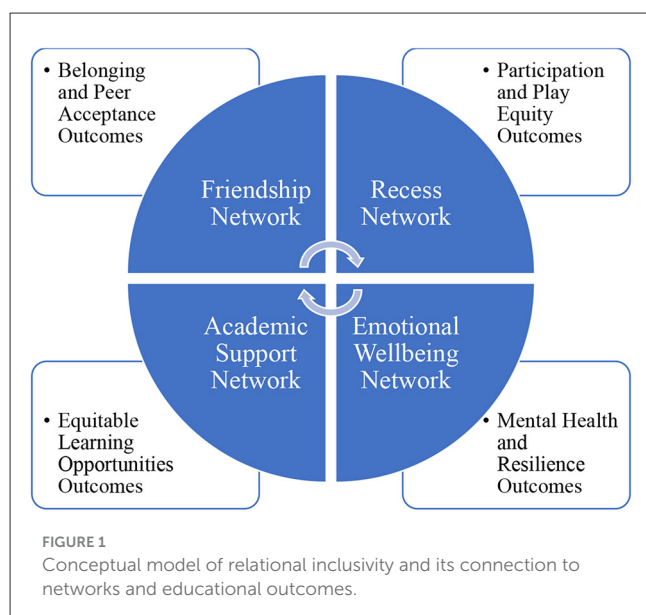 • Belonging
and Peer
Acceptance
Outcomes
• Participation
and Play
Equity
Outcomes
Friendship
Network
Recess
Network
Academic
Support
Network
Emotional
Wellbeing
Network
• Equitable
Learning
Opportunities
Outcomes
• Mental Health
and
Resilience
Outcomes
FIGURE 1
Conceptual model of relational inclusivity and its connection to
networks and educational outcomes.